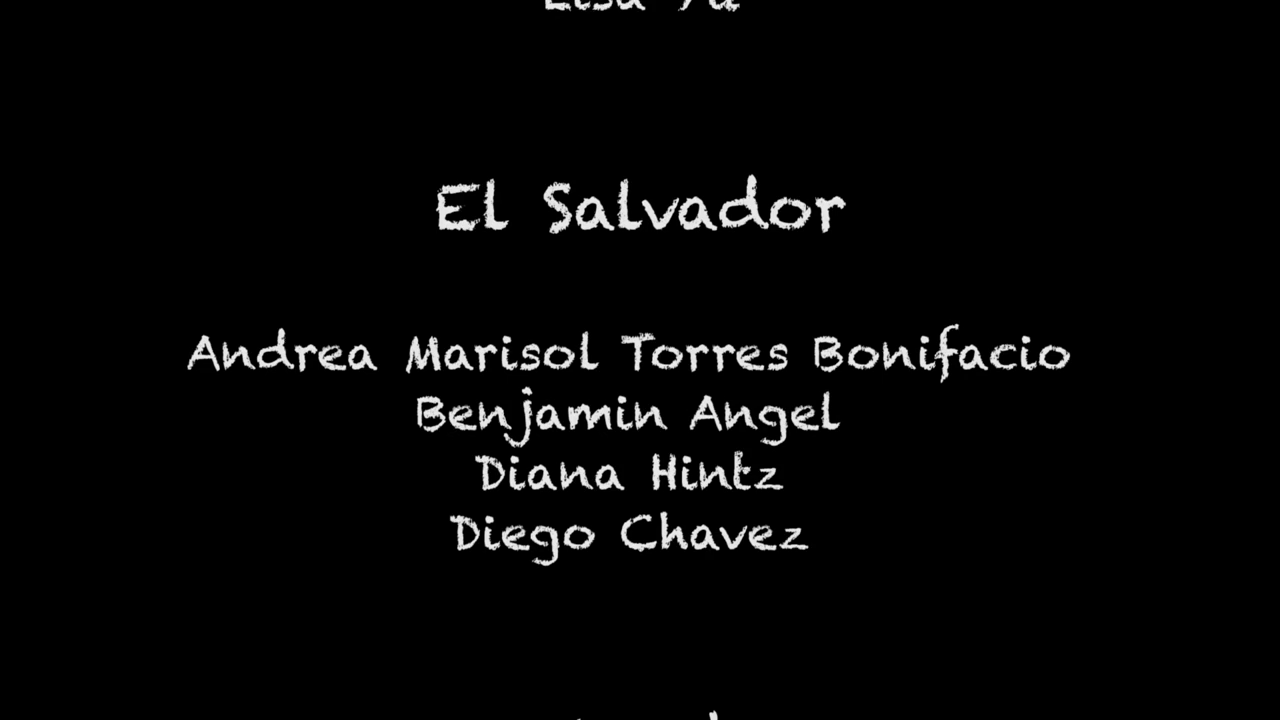 El Salvador
Andrea Marisol Torres Bonifacio
Benjamin Angel
Diana Hintz
Diego Chavez